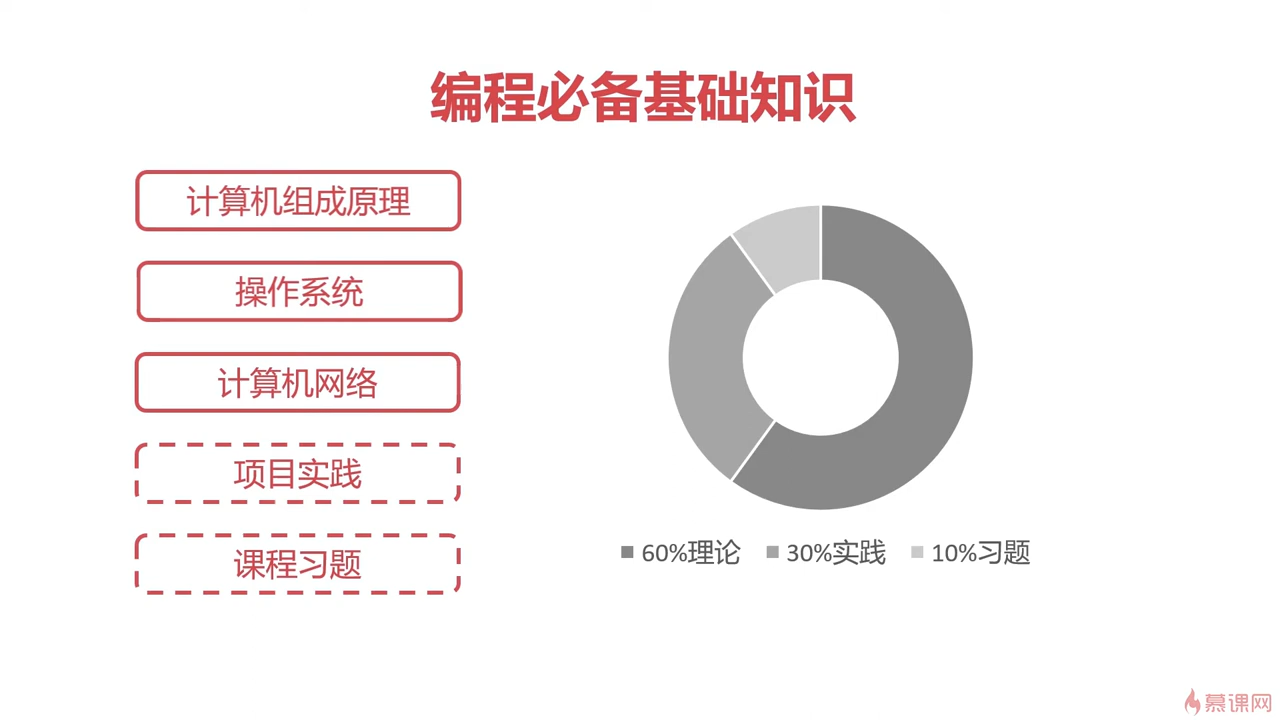 编程必备基础知识
计算机组成原理
操作系统
计算机网络
项目实践
课程习题
60%理论 30%实践 10%习题
慕课网